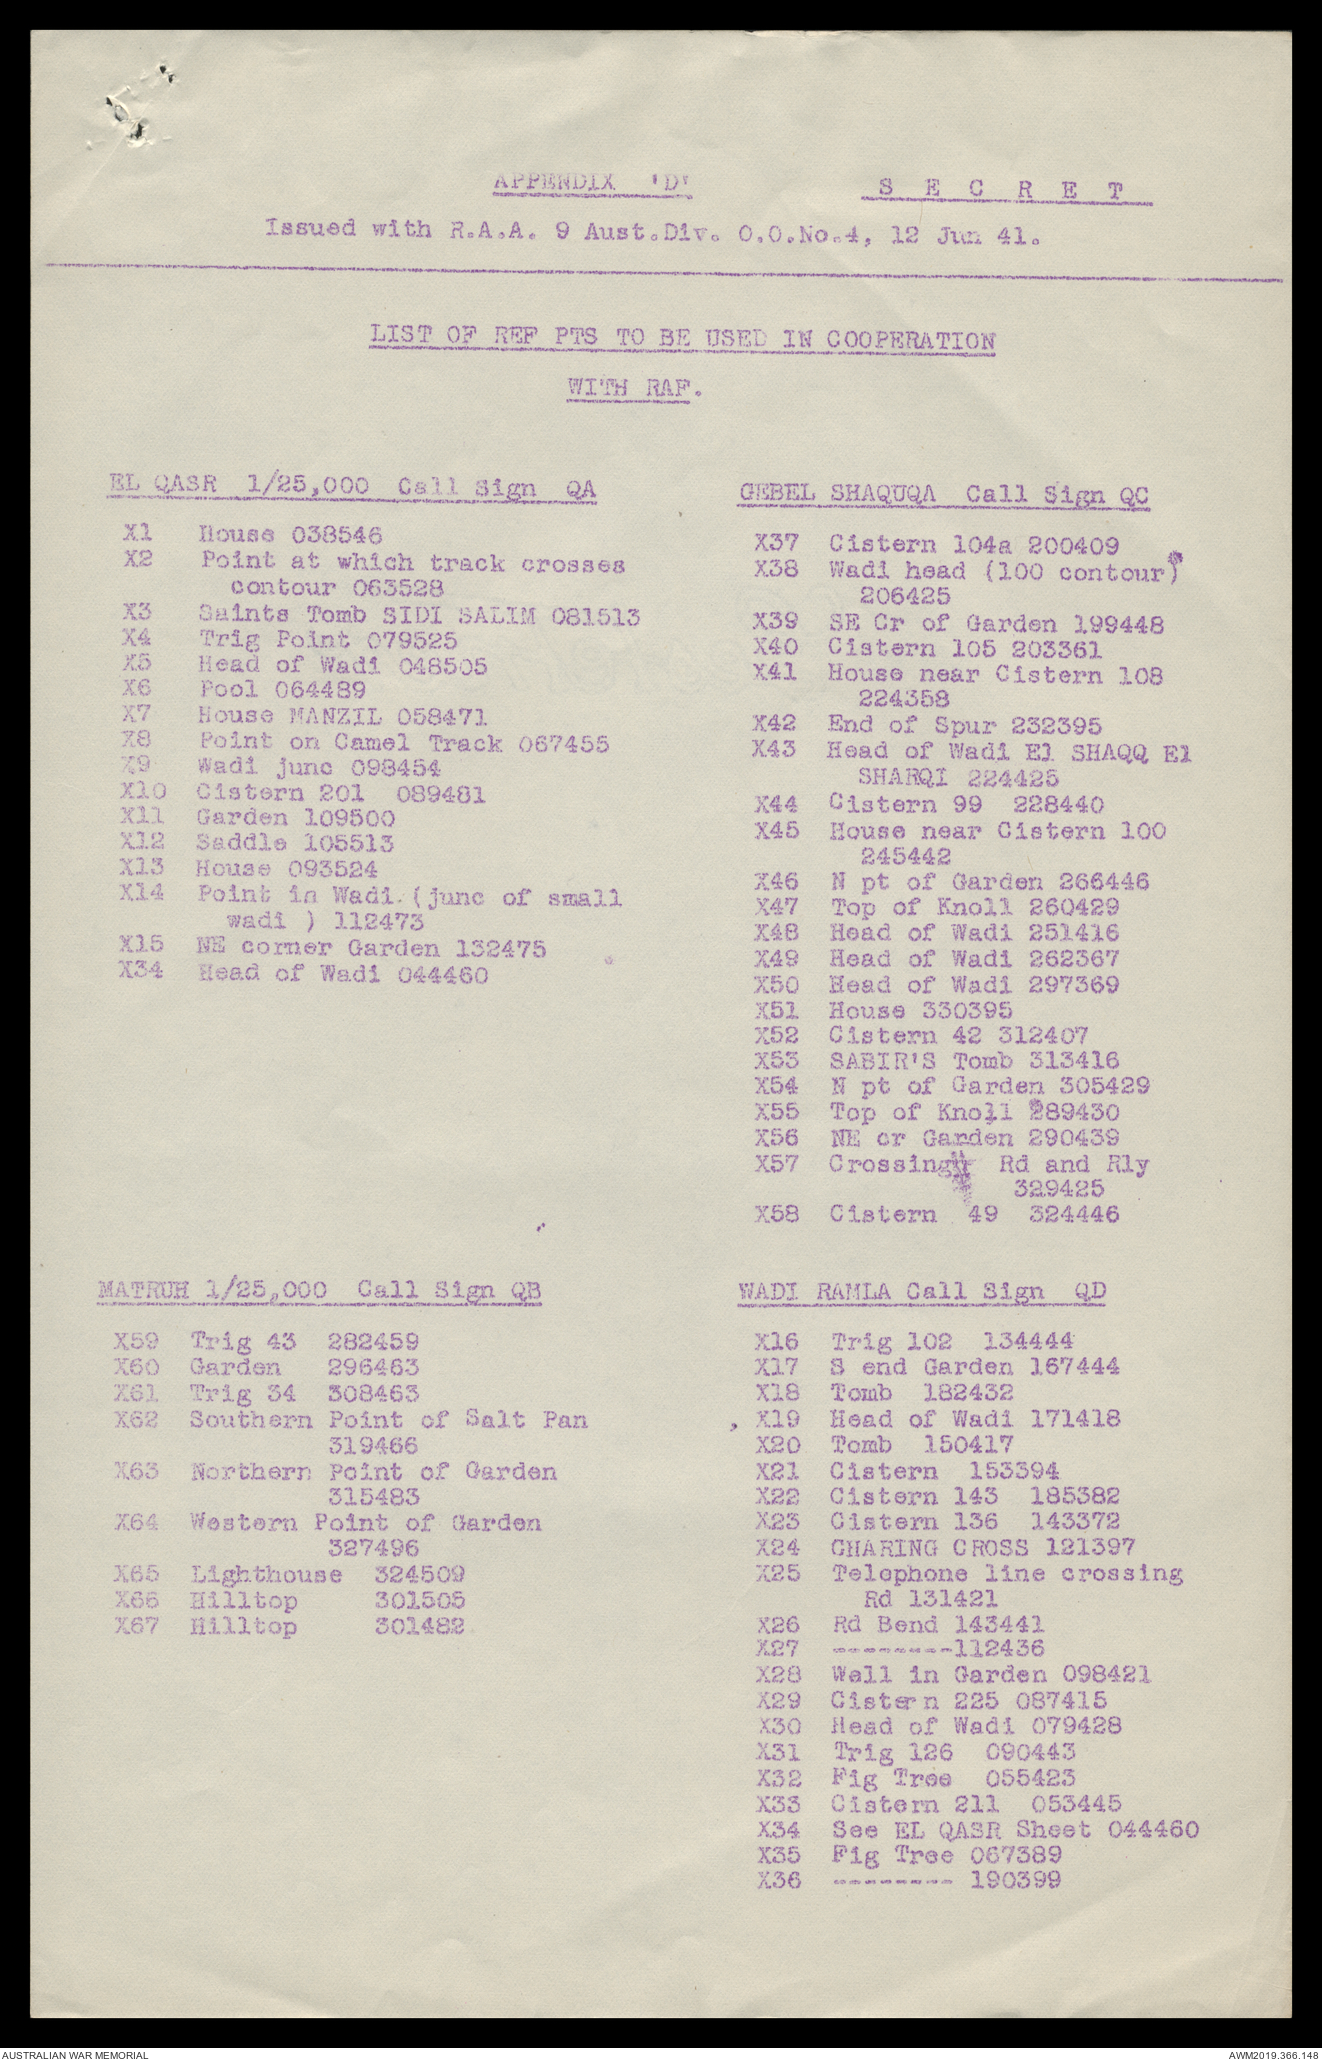 APPENDIX 'D'
S E C R E T
Issued with R.A.A. 9 Aust.Div. O.O.No.4, 12 Jun 41.
LIST OF REF PTS TO BE USED IN COOPERATION
WITH RAF.
EL QASR 1/25,000 Call Sign QA
X1 House 038546
X2 Point at which track crosses
contour 063528
X3 Saints Tomb SIDI SALIM 081513
X4 Trig Point 079525
X5 Head of Wadi 048505
X6 Pool 064489
X7 House MANZIL 058471
X8 Point on Camel Track 067455
X9 Wadi junc 098454
X10 Cistern 201 089481
X11 Garden 109500
X12 Saddle 105513
X13 House 093524
X14 Point in Wadi (junc of small
wadi ) 112473
X15 NE corner Garden 132475
X34 Head of Wadi 044460
GEBEL SHAQUQA Call Sign QC
X37 Cistern 104a 200409
X38 Wadi head (100 contour)
206425
X39 SE Cr of Garden 199448
X40 Cistern 105 203361
X41 House near Cistern 108
224358
X42 End of Spur 232395
X43 Head of Wadi El SHAQQ El
SHARQI 224425
X44 Cistern 99 228440
X45 House near Cistern 100
245442
X46 N pt of Garden 266446
X47 Top of Knoll 260429
X48 Head of Wadi 251416
X49 Head of Wadi 262367
X50 Head of Wadi 297369
X51 House 330395
X52 Cistern 42 312407
X53 SABIR'S Tomb 313416
X54 N pt of Garden 305429
X55 Top of Knoll 289430
X56 NE cr Garden 290439
X57 Crossing Rd and Rly
329425
X58 Cistern 49 324446
MATRUH 1/25,000 Call Sign QB
X59 Trig 43 282459
X60 Garden 296463
X61 Trig 34 308463
X62 Southern Point of Salt Pan
319466
X63 Northern Point of Garden
315483
X64 Western Point of Garden
327496
X65 Lighthouse 324509
X66 Hilltop 301505
X67 Hilltop 301482
WADI RAMLA Call Sign QD
X16 Trig 102 134444
X17 S end Garden 167444
X18 Tomb 182432
X19 Head of Wadi 171418
X20 Tomb 150417
X21 Cistern 153394
X22 Cistern 143 185382
X23 Cistern 136 143372
X24 CHARING CROSS 121397
X25 Telephone line crossing
Rd 131421
X26 Rd Bend 143441
X27 --------112436
X28 Well in Garden 098421
X29 Cistern 225 087415
X30 Head of Wadi 079428
X31 Trig 126 090443
X32 Fig Tree 055423
X33 Cistern 211 053445
X34 See EL QASR Sheet 044460
X35 Fig Tree 067389
X36 -------- 190399
AUSTRALIAN WAR MEMORIAL
AWM2019.366.148